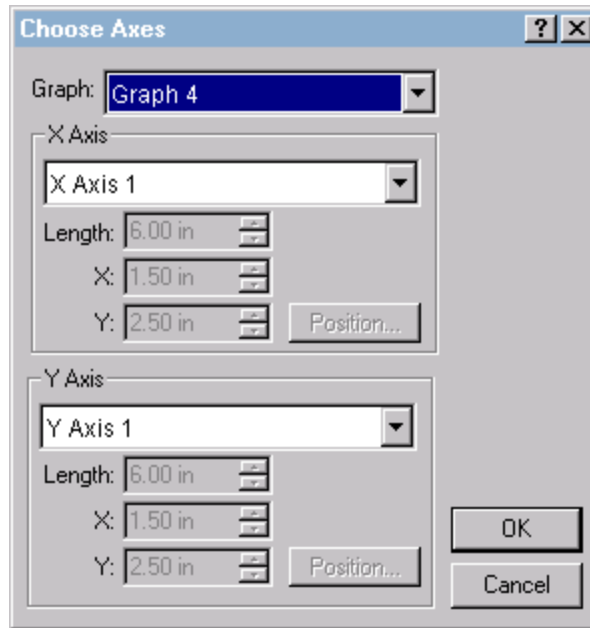 Choose Axes
Graph: Graph 4
X Axis
X Axis 1
Length: 6.00 in
X: 1.50 in
Y: 2.50 in Position...
Y Axis
Y Axis 1
Length: 6.00 in
X: 1.50 in
Y: 2.50 in Position...
OK
Cancel